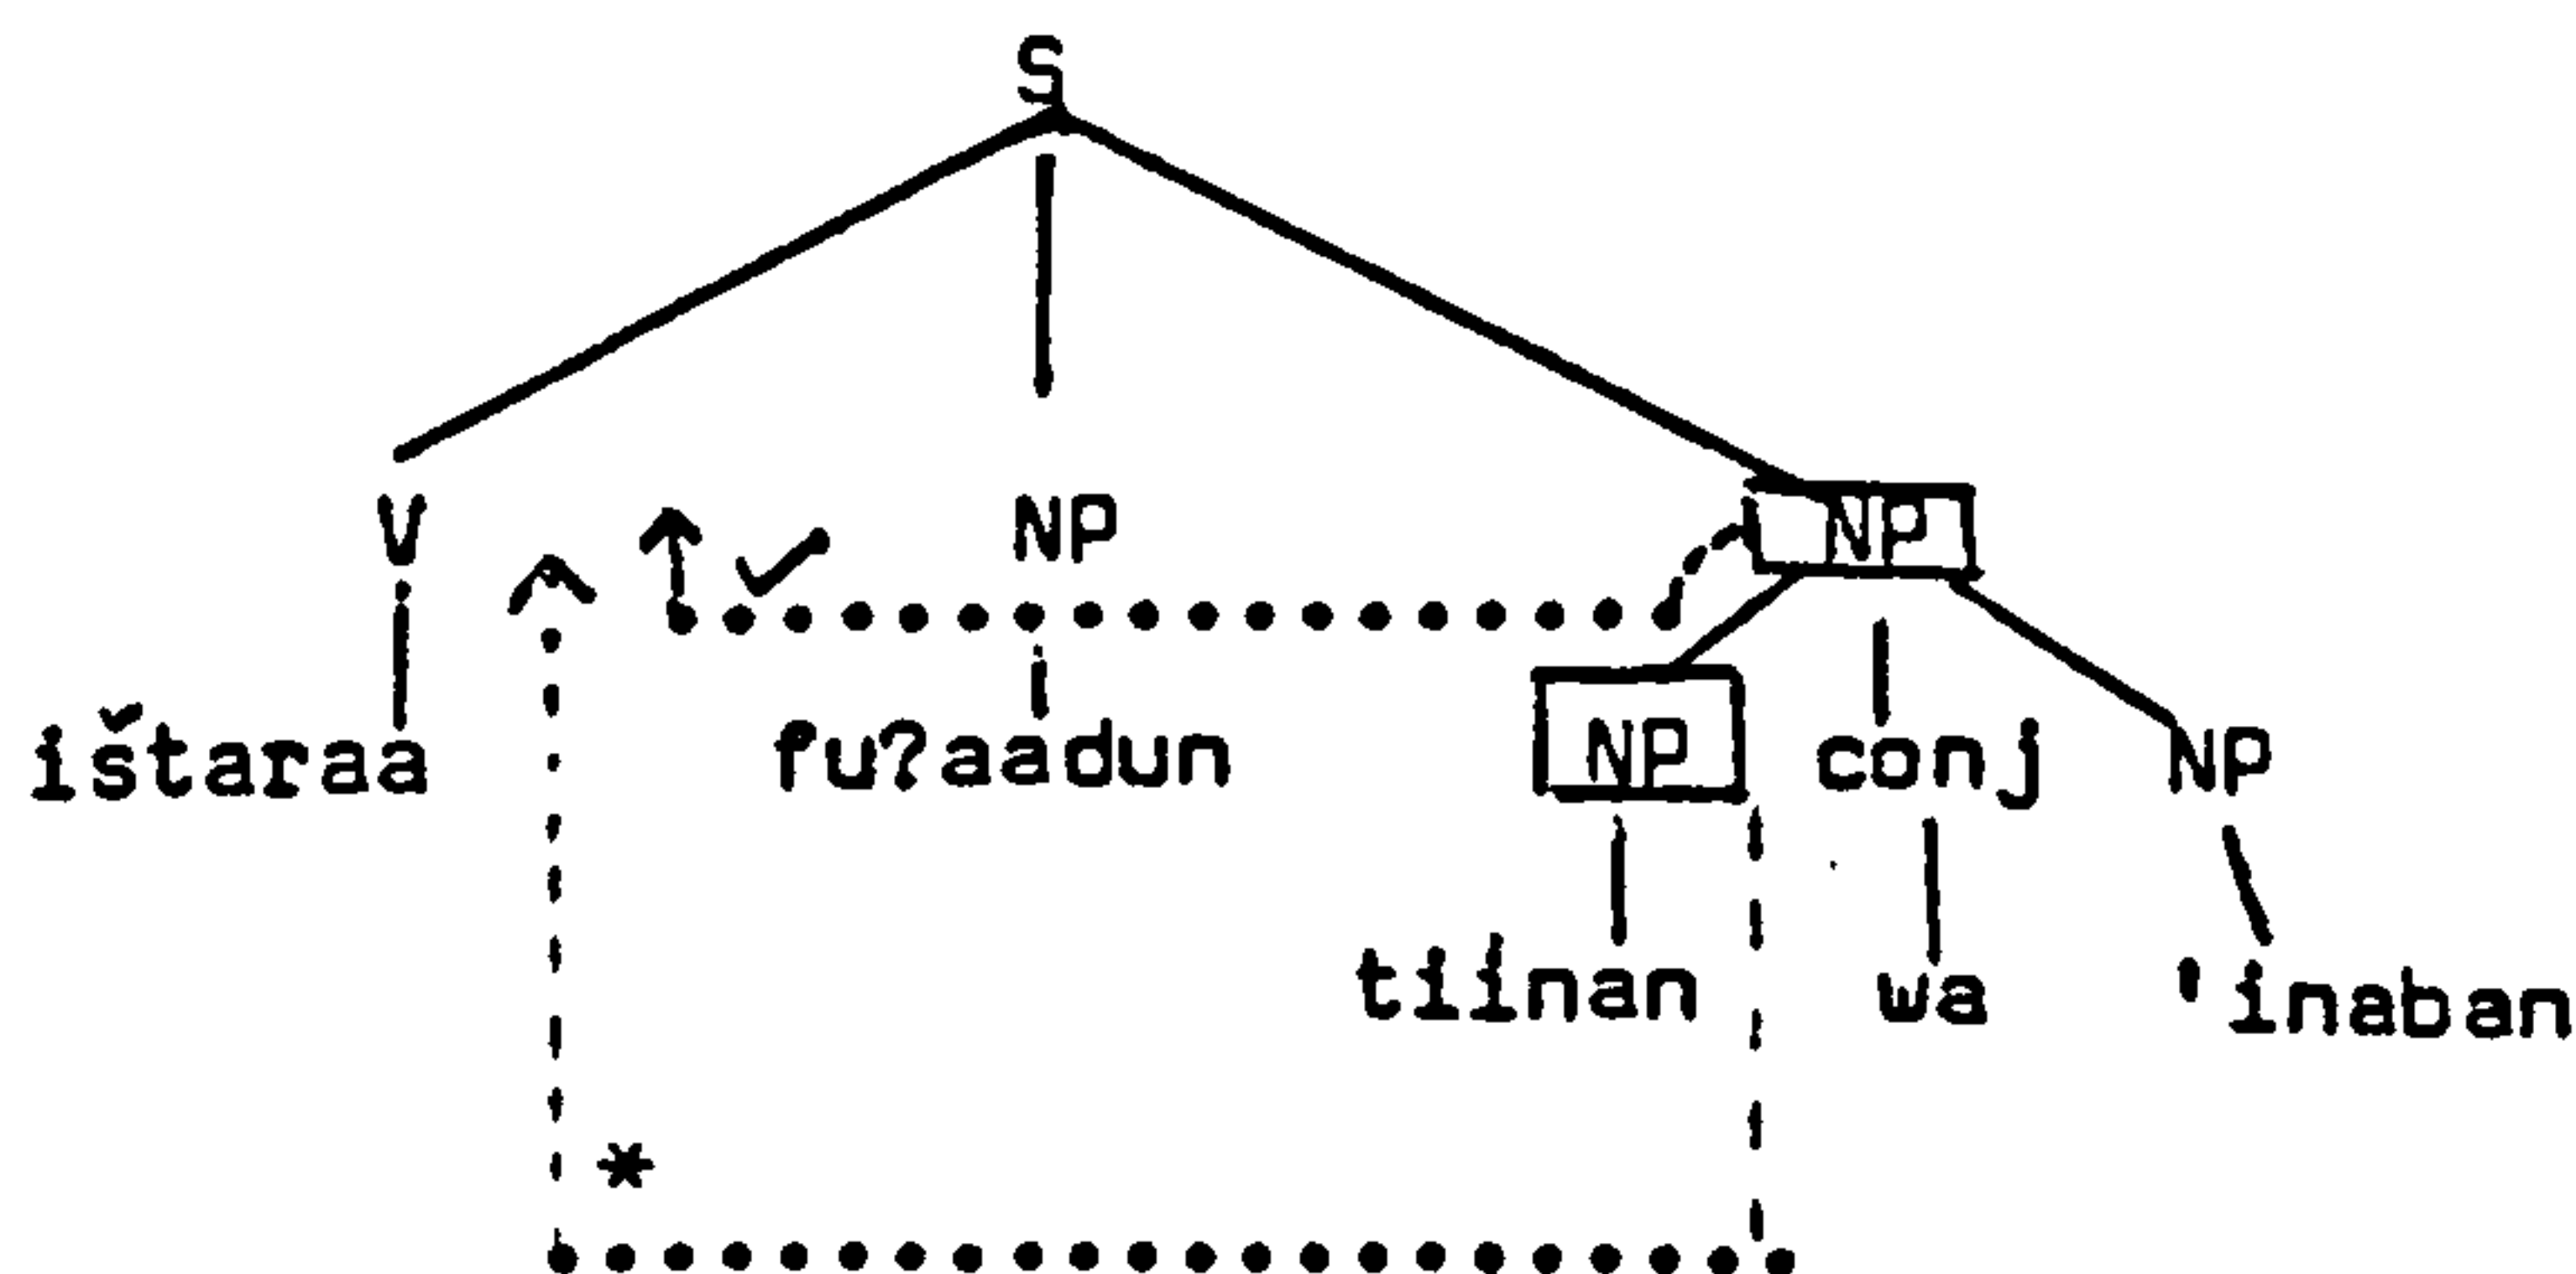 S
V NP NP
ištaraa fu?aadun NP conj NP
tiinan wa 'inaban
*